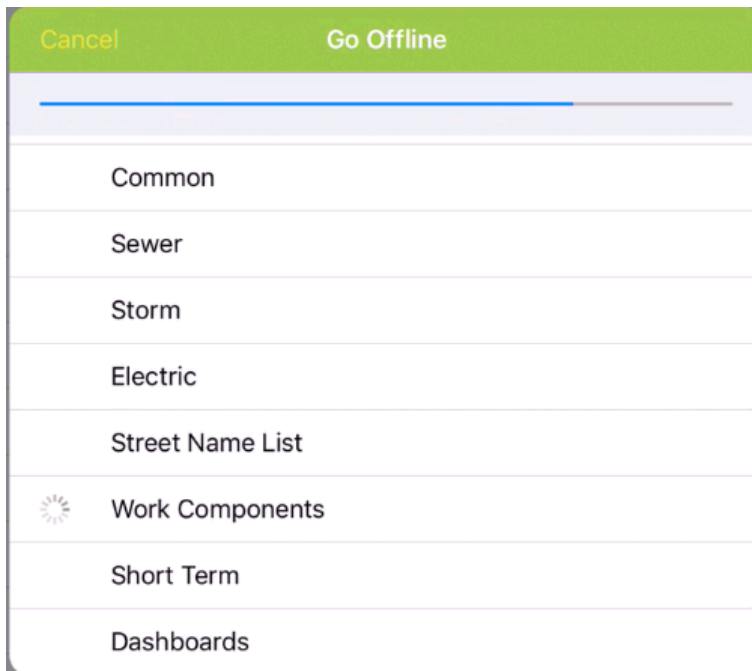 Cancel
Go Offline
Common
Sewer
Storm
Electric
Street Name List
Work Components
Short Term
Dashboards